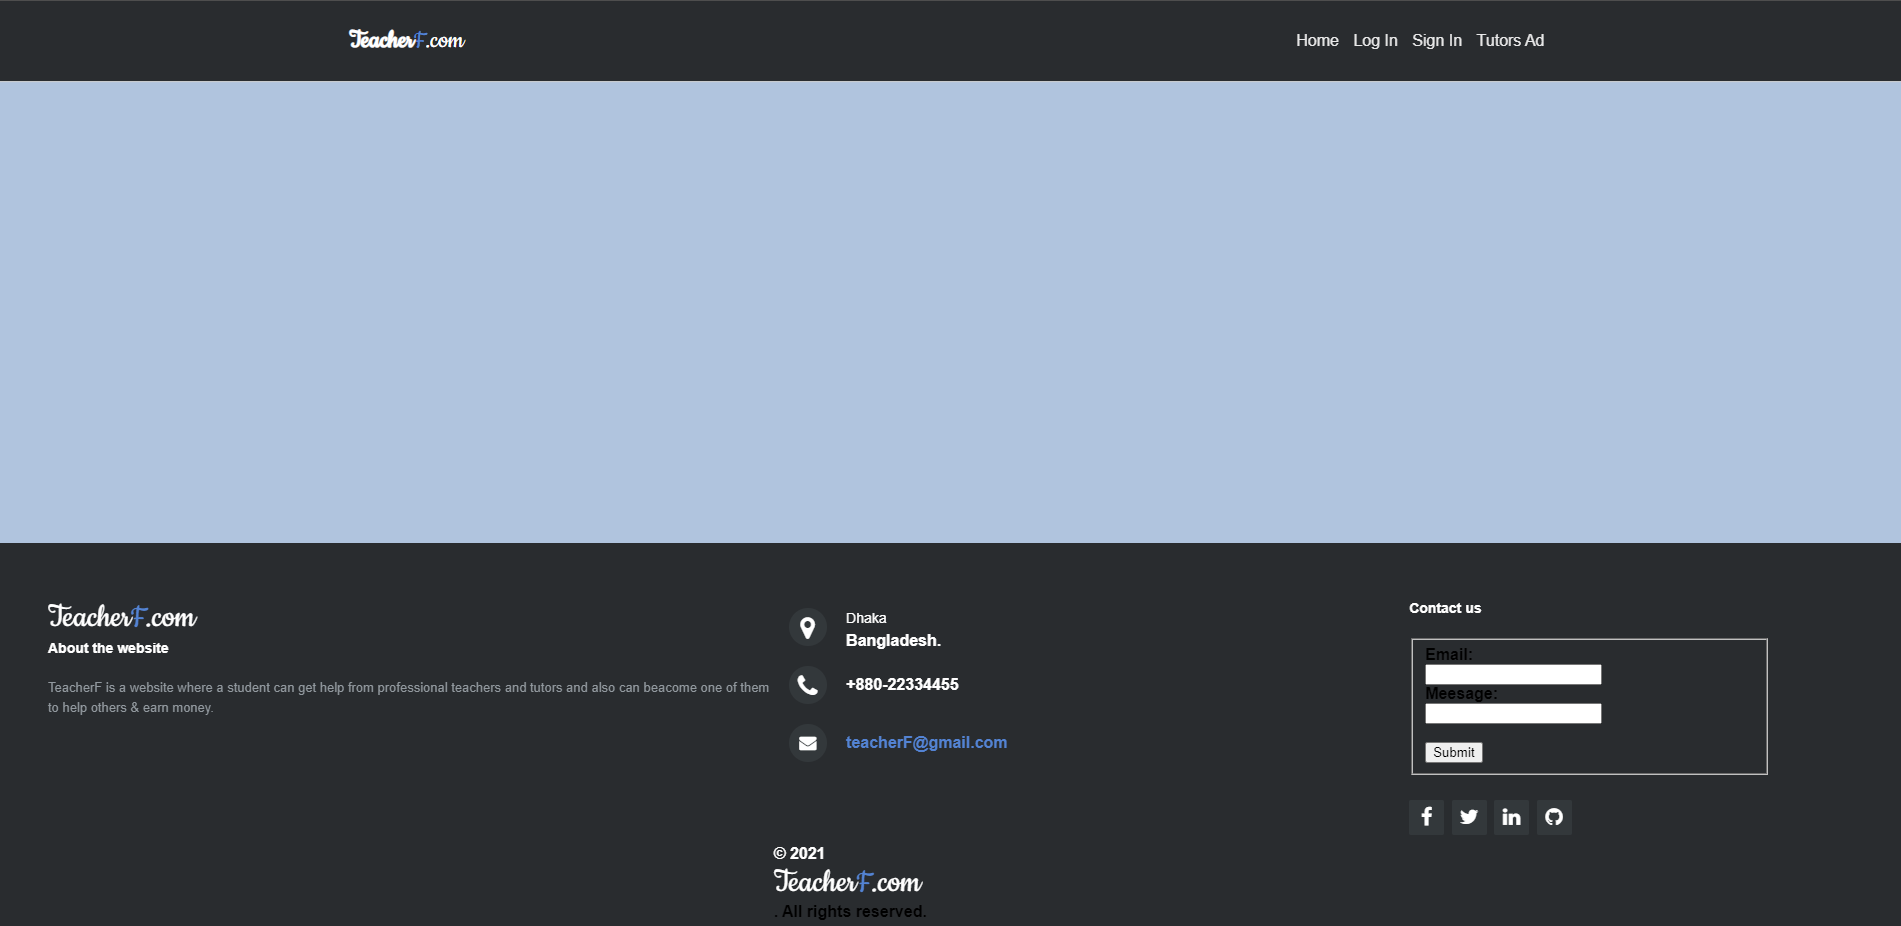 TeacherF.com
Home Log In Sign In Tutors Ad
TeacherF.com
About the website
TeacherF is a website where a student can get help from professional teachers and tutors and also can beacome one of them
to help others & earn money.
Dhaka
Bangladesh.
+880-22334455
teacherF@gmail.com
Contact us
Email:
Meesage:
Submit
© 2021
TeacherF.com
. All rights reserved.